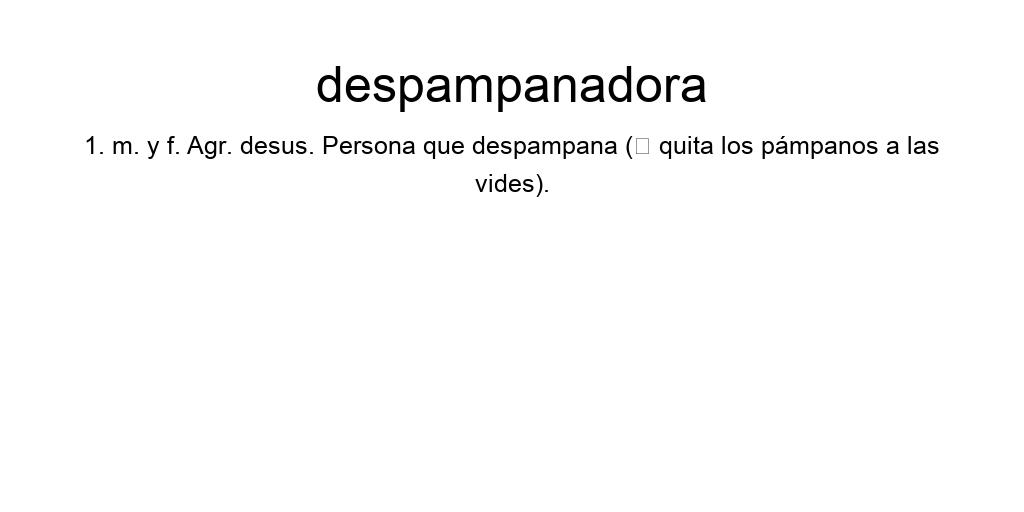 despampanadora
1. m. y f. Agr. desus. Persona que despampana (□ quita los pámpanos a las
vides).